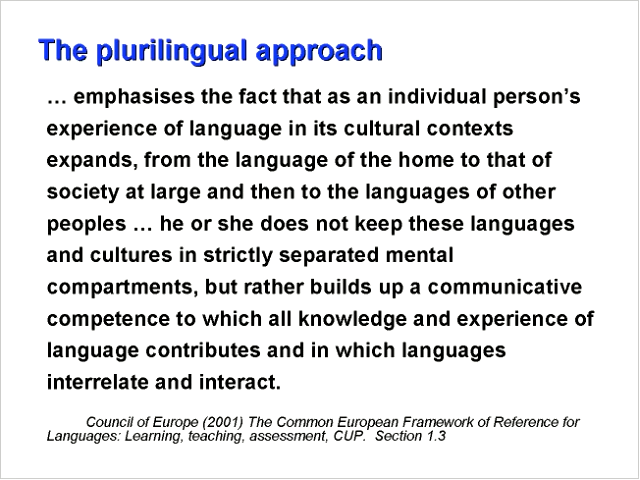 The plurilingual approach
… emphasises the fact that as an individual person's
experience of language in its cultural contexts
expands, from the language of the home to that of
society at large and then to the languages of other
peoples … he or she does not keep these languages
and cultures in strictly separated mental
compartments, but rather builds up a communicative
competence to which all knowledge and experience of
language contributes and in which languages
interrelate and interact.
Council of Europe (2001) The Common European Framework of Reference for
Languages: Learning, teaching, assessment, CUP. Section 1.3